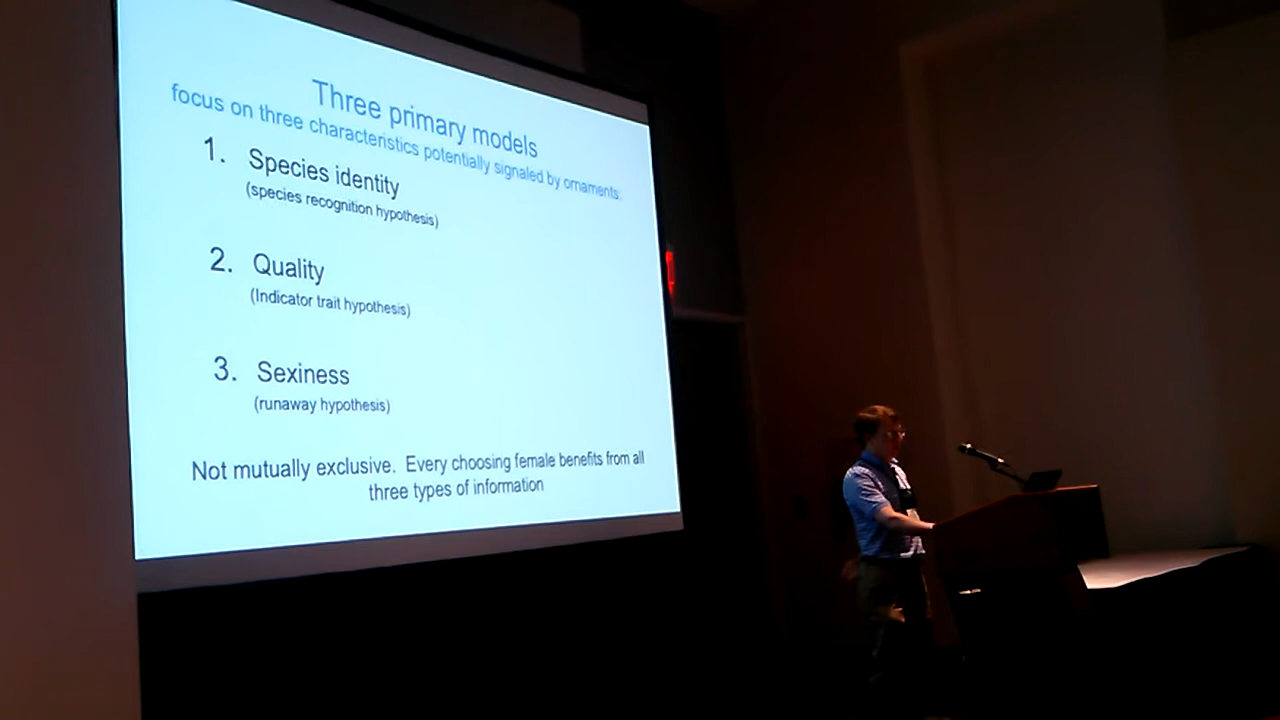 Three primary models
focus on three characteristics potentially signaled by ornaments:
1. Species identity
(species recognition hypothesis)
2. Quality
(Indicator trait hypothesis)
3. Sexiness
(runaway hypothesis)
Not mutually exclusive. Every choosing female benefits from all
three types of information